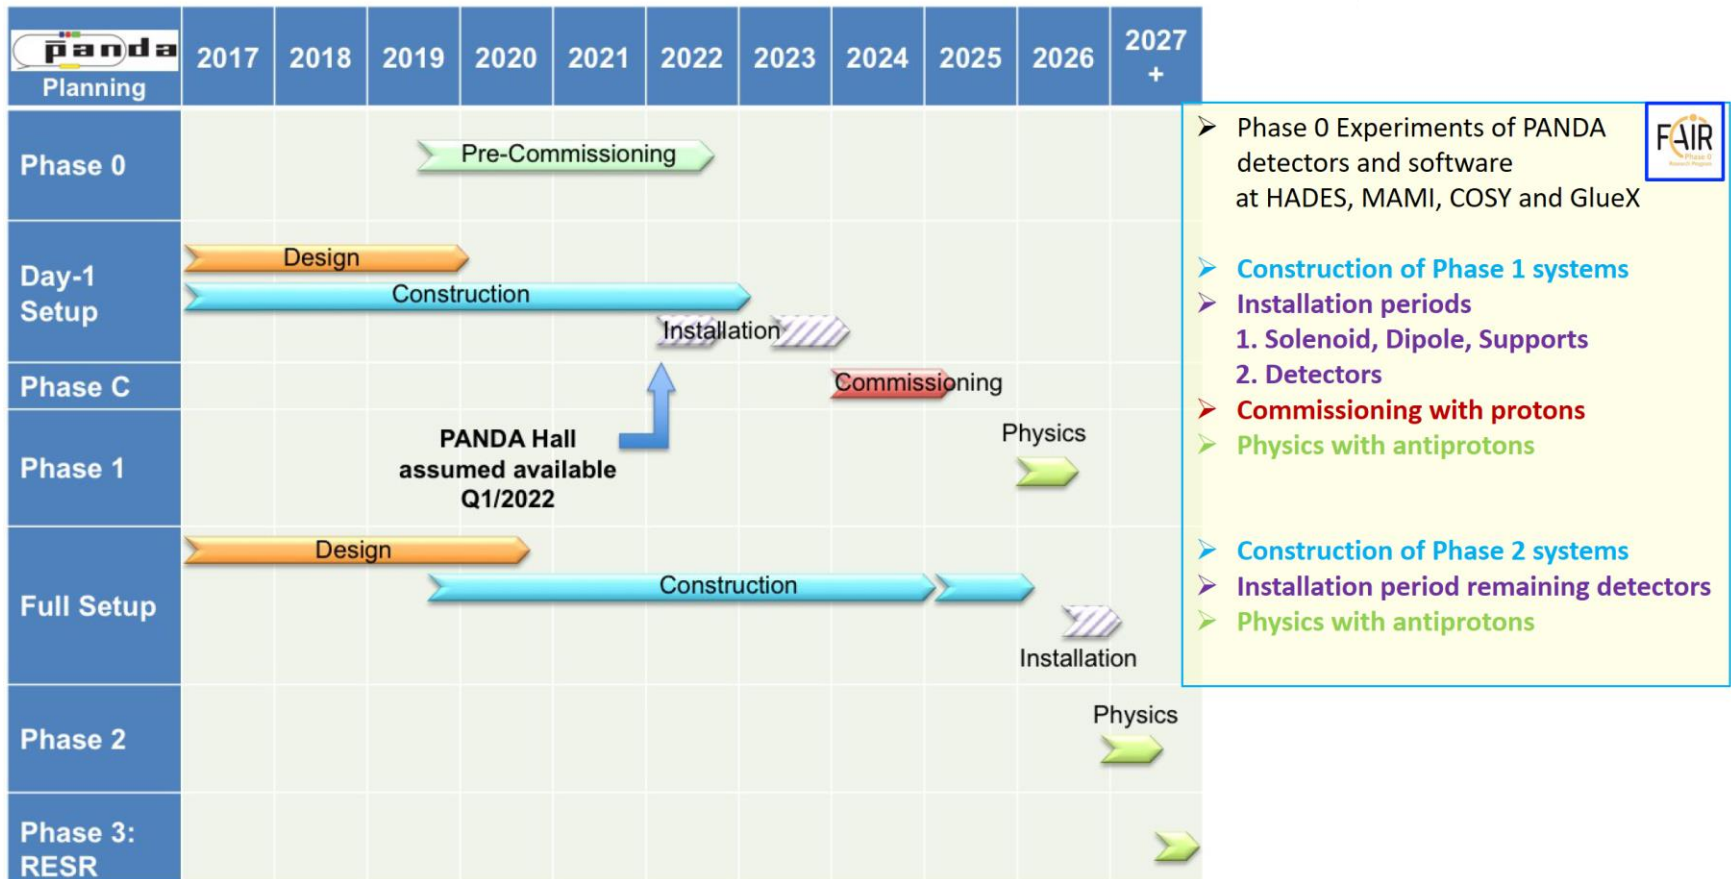 panda
Planning
2017 2018 2019 2020 2021 2022 2023 2024 2025 2026 2027
+
Phase 0
Pre-Commissioning
Day-1
Setup
Design
Construction
Installation
Phase C
Commissioning
Phase 1
PANDA Hall
assumed available
Q1/2022
Physics
Full Setup
Design
Construction
Installation
Phase 2
Physics
Phase 3:
RESR
➢ Phase 0 Experiments of PANDA
detectors and software
at HADES, MAMI, COSY and GlueX
FAIR
Phase 0
Research Program
➢ Construction of Phase 1 systems
➢ Installation periods
1. Solenoid, Dipole, Supports
2. Detectors
➢ Commissioning with protons
➢ Physics with antiprotons
➢ Construction of Phase 2 systems
➢ Installation period remaining detectors
➢ Physics with antiprotons